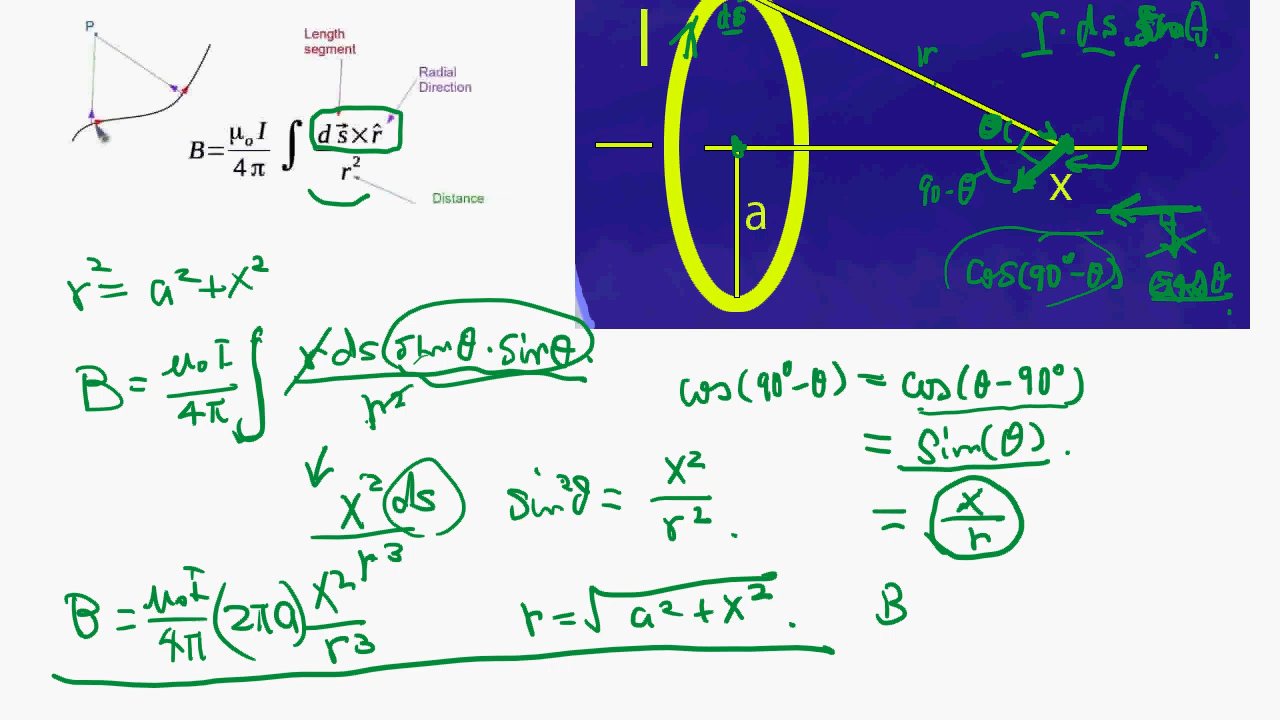 P
Length
segment
Radial
Direction
B = μ₀I / 4π ∫ d s⃗ × r̂ / r²
Distance
I
ds
r
r · ds sinθ.
θ
90-θ
x
a
cos(90°-θ)
r² = a² + x²
B = μ₀I / 4π ∫ r ds sinθ · sinθ / r²
cos(90°-θ) = cos(θ-90°)
= sin(θ).
= x / r
x² ds / r³
sin²θ = x² / r².
B = μ₀I / 4π (2πa) x² / r³
r = √a² + x².
B